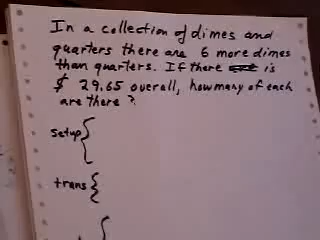 In a collection of dimes and
quarters there are 6 more dimes
than quarters. If there is
$ 29.65 overall, how many of each
are there?
setup {
trans {
{